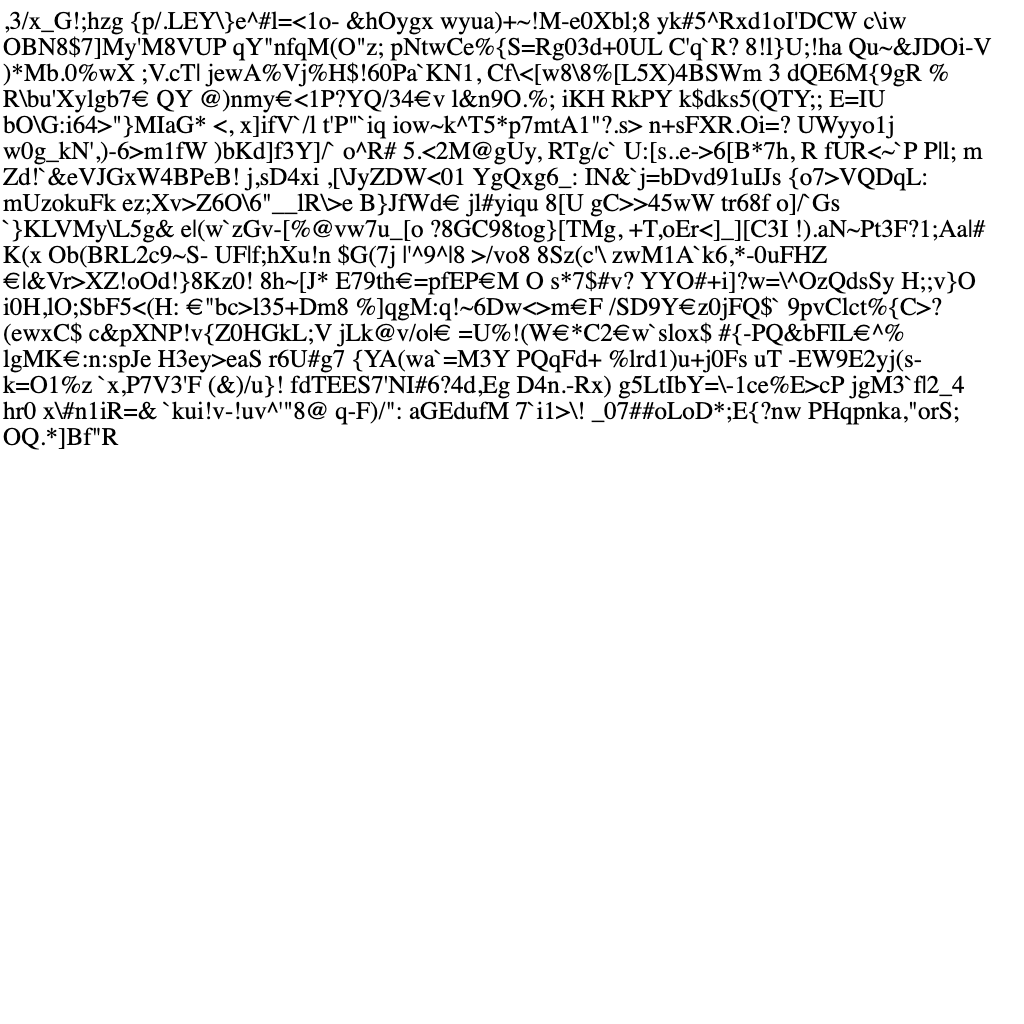 ,3/x_G!;hzg {p/.LEY\}e^#l=<1o- &hOygx wyua)+~!M-e0Xbl;8 yk#5^Rxd1oI'DCW c\iw
OBN8$7]My'M8VUP qY"nfqM(O"z; pNtwCe%{S=Rg03d+0UL C'q`R? 8!l}U;!ha Qu~&JDOi-V
)*Mb.0%wX ;V.cT| jewA%Vj%H$!60Pa`KN1, Cf\<[w8\8%[L5X)4BSWm 3 dQE6M{9gR %
R\bu'Xylgb7€ QY @)nmy€<1P?YQ/34€v l&n9O.%; iKH RkPY k$dks5(QTY;; E=IU
bO\G:i64>"}MIaG* <, x]ifV`/l t'P"`iq iow~k^T5*p7mtA1"?.s> n+sFXR.Oi=? UWyyo1j
w0g_kN',)-6>m1fW )bKd]f3Y]/` o^R# 5.<2M@gUy, RTg/c` U:[s..e->6[B*7h, R fUR<~`P P|l; m
Zd!`&eVJGxW4BPeB! j,sD4xi ,[\JyZDW<01 YgQxg6_: IN&`j=bDvd91uIJs {o7>VQDqL:
mUzokuFk ez;Xv>Z6O\6"__lR\>e B}JfWd€ jl#yiqu 8[U gC>>45wW tr68f o]/`Gs
`}KLVMy\L5g& e|(w`zGv-[%@vw7u_[o ?8GC98tog}[TMg, +T,oEr<]_][C3I !).aN~Pt3F?1;Aa|#
K(x Ob(BRL2c9~S- UF|f;hXu!n $G(7j |'^9^|8 >/vo8 8Sz(c'\ zwM1A`k6,*-0uFHZ
€|&Vr>XZ!oOd!}8Kz0! 8h~[J* E79th€=pfEP€M O s*7$#v? YYO#+i]?w=\^OzQdsSy H;;v}O
i0H,lO;SbF5<(H: €"bc>l35+Dm8 %]qgM:q!~6Dw<>m€F /SD9Y€z0jFQ$` 9pvClct%{C>?
(ewxC$ c&pXNP!v{Z0HGkL;V jLk@v/o|€ =U%!(W€*C2€w`slox$ #{-PQ&bFIL€^%
lgMK€:n:spJe H3ey>eaS r6U#g7 {YA(wa`=M3Y PQqFd+ %lrd1)u+j0Fs uT -EW9E2yj(s-
k=O1%z `x,P7V3'F (&)/u}! fdTEES7'NI#6?4d,Eg D4n.-Rx) g5LtIbY=\-1ce%E>cP jgM3`fl2_4
hr0 x\#n1iR=& `kui!v-!uv^'"8@ q-F)/": aGEdufM 7`i1>\! _07##oLoD*;E{?nw PHqpnka,"orS;
OQ.*]Bf"R